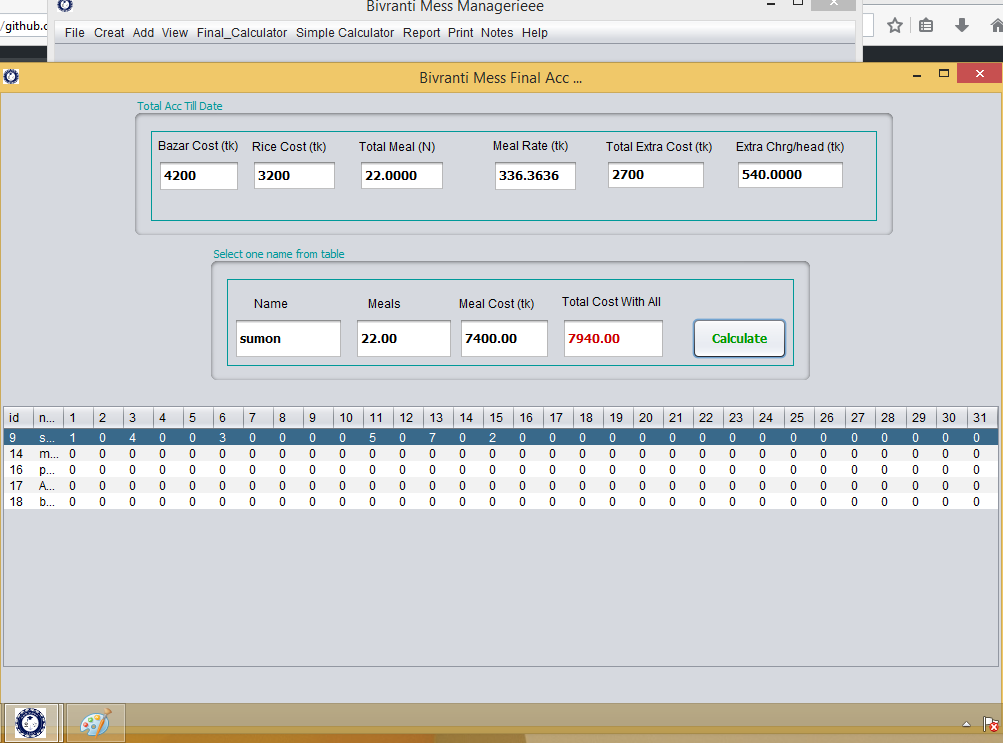 Bivranti Mess Managerieee
/github.c
File Creat Add View Final_Calculator Simple Calculator Report Print Notes Help
Bivranti Mess Final Acc ...
Total Acc Till Date
Bazar Cost (tk) Rice Cost (tk) Total Meal (N) Meal Rate (tk) Total Extra Cost (tk) Extra Chrg/head (tk)
4200 3200 22.0000 336.3636 2700 540.0000
Select one name from table
Name Meals Meal Cost (tk) Total Cost With All
sumon 22.00 7400.00 7940.00 Calculate
id n... 1 2 3 4 5 6 7 8 9 10 11 12 13 14 15 16 17 18 19 20 21 22 23 24 25 26 27 28 29 30 31
9 s... 1 0 4 0 0 3 0 0 0 0 5 0 7 0 2 0 0 0 0 0 0 0 0 0 0 0 0 0 0 0 0
14 m... 0 0 0 0 0 0 0 0 0 0 0 0 0 0 0 0 0 0 0 0 0 0 0 0 0 0 0 0 0 0 0
16 p... 0 0 0 0 0 0 0 0 0 0 0 0 0 0 0 0 0 0 0 0 0 0 0 0 0 0 0 0 0 0 0
17 A... 0 0 0 0 0 0 0 0 0 0 0 0 0 0 0 0 0 0 0 0 0 0 0 0 0 0 0 0 0 0 0
18 b... 0 0 0 0 0 0 0 0 0 0 0 0 0 0 0 0 0 0 0 0 0 0 0 0 0 0 0 0 0 0 0